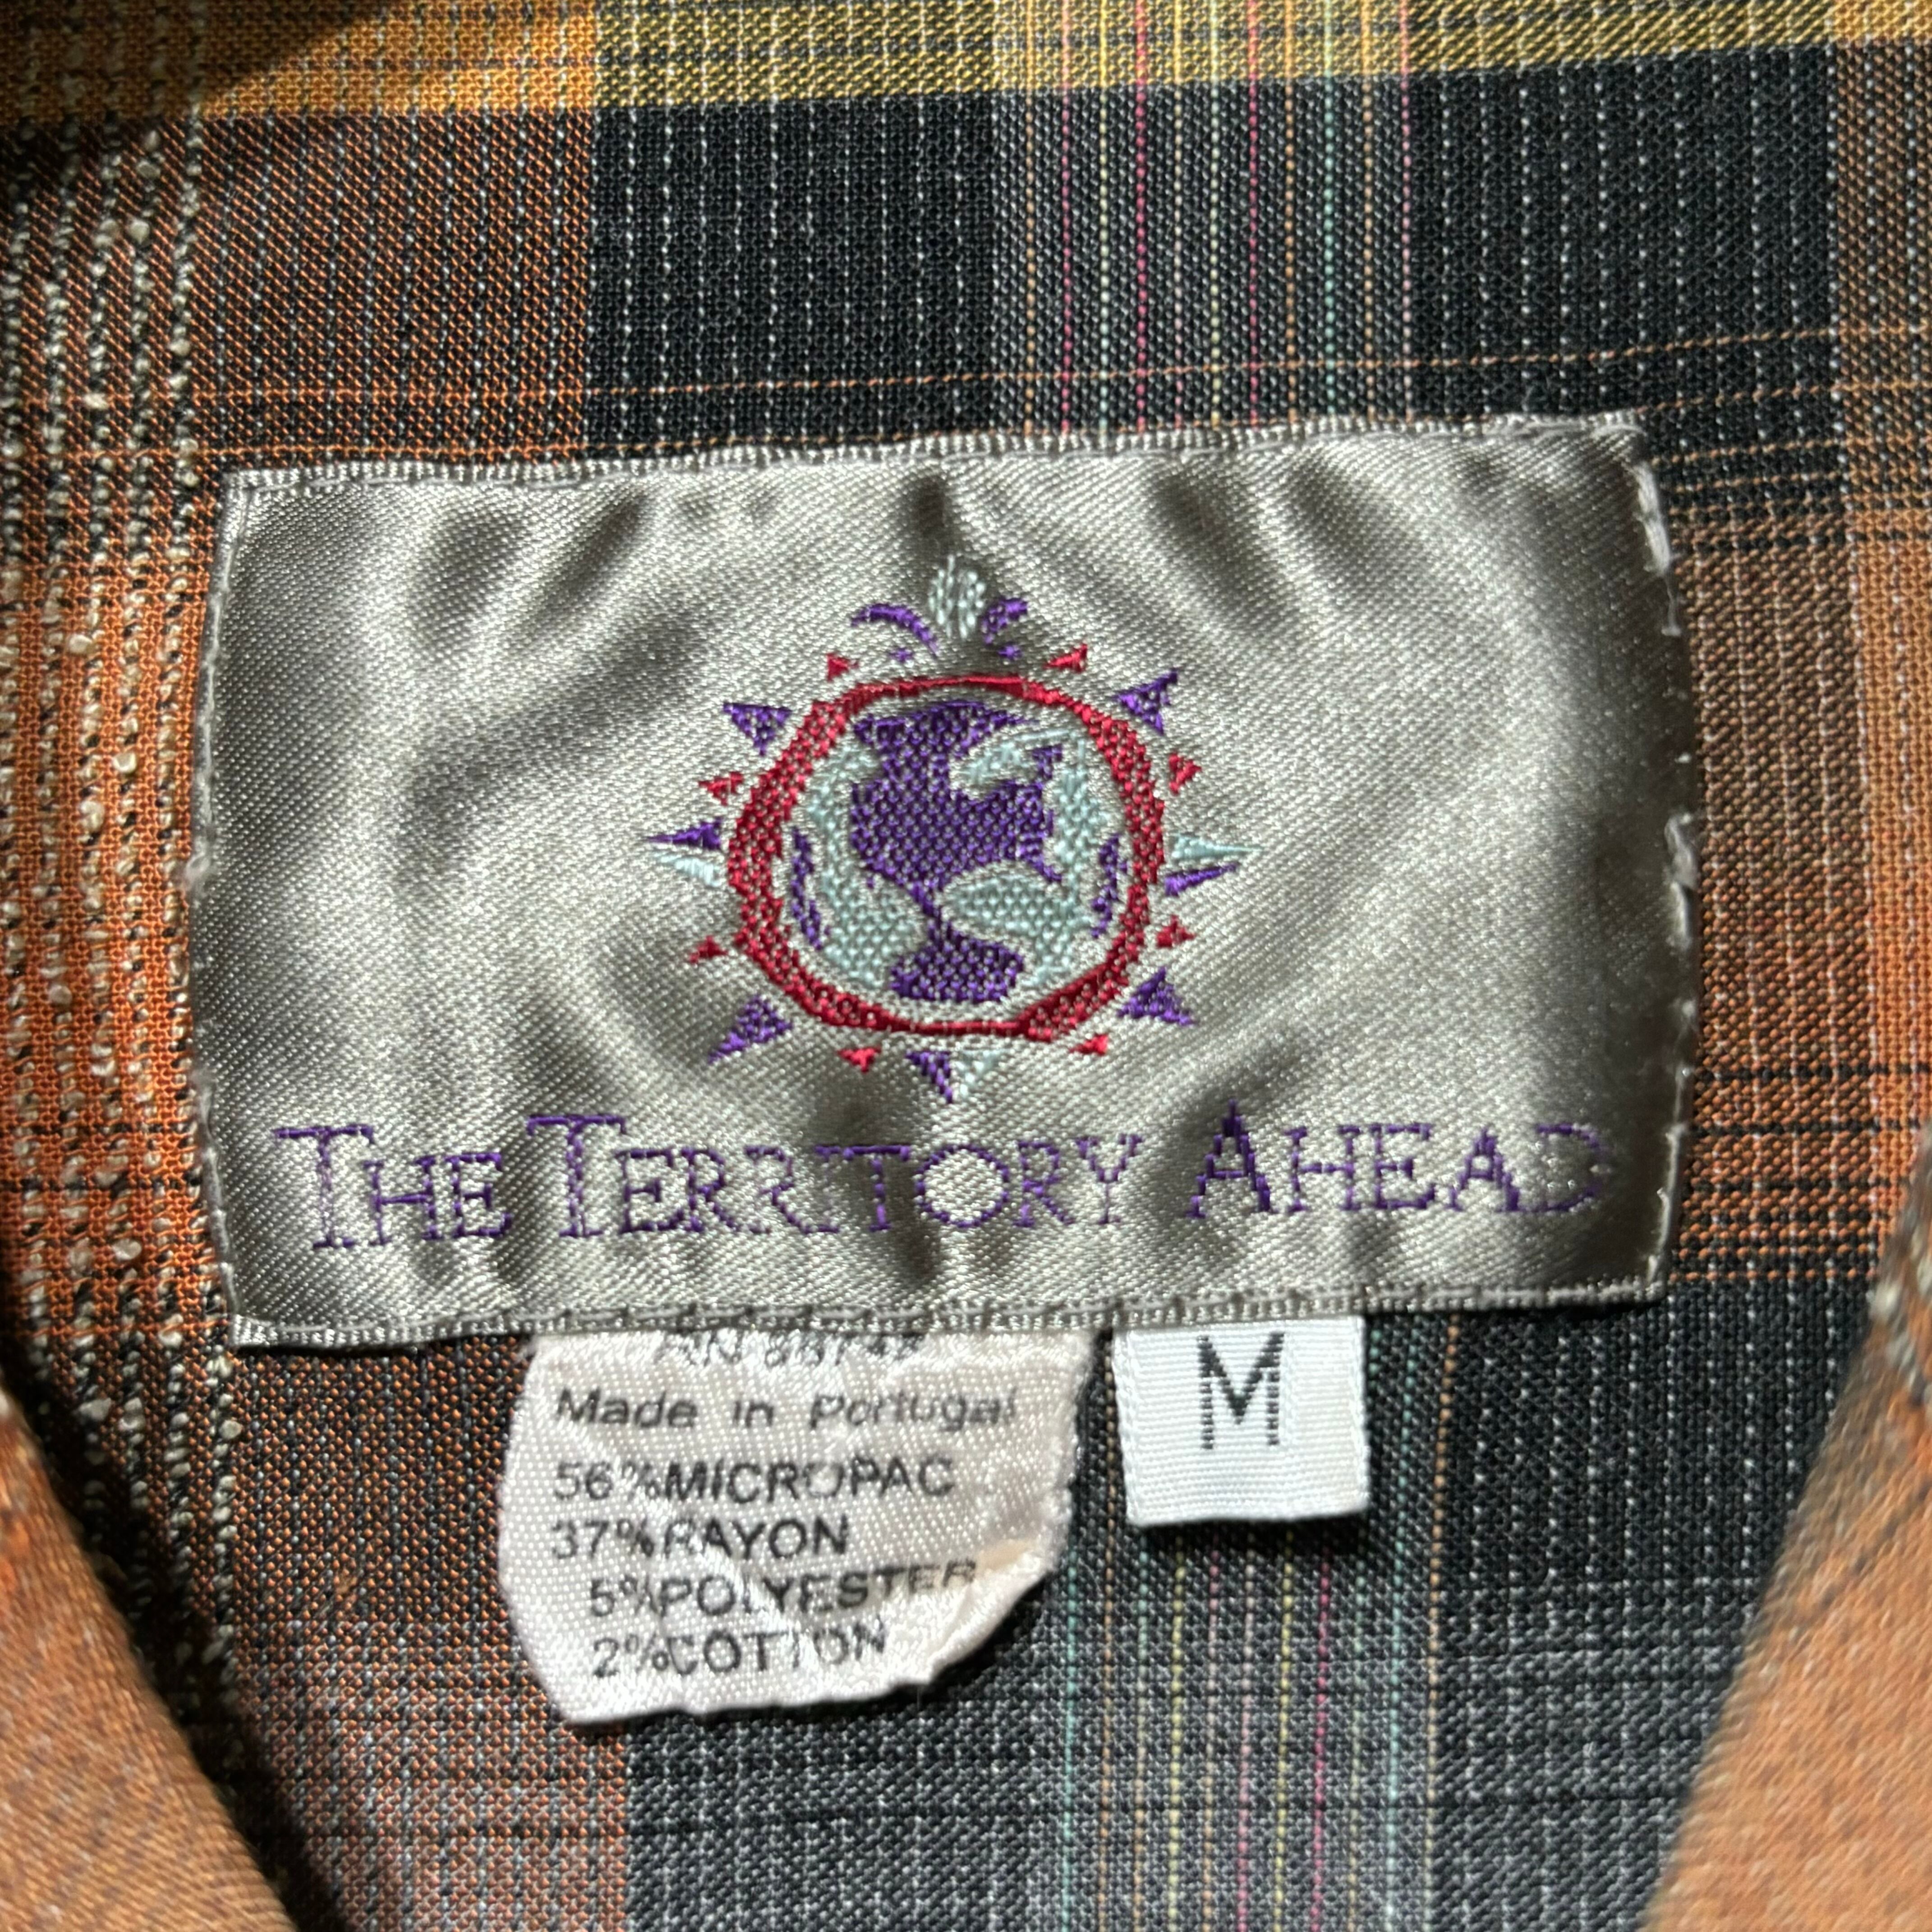 THE TERRITORY AHEAD
M
Made in Portugal
56%MICROPAC
37%RAYON
5%POLYESTER
2%COTTON